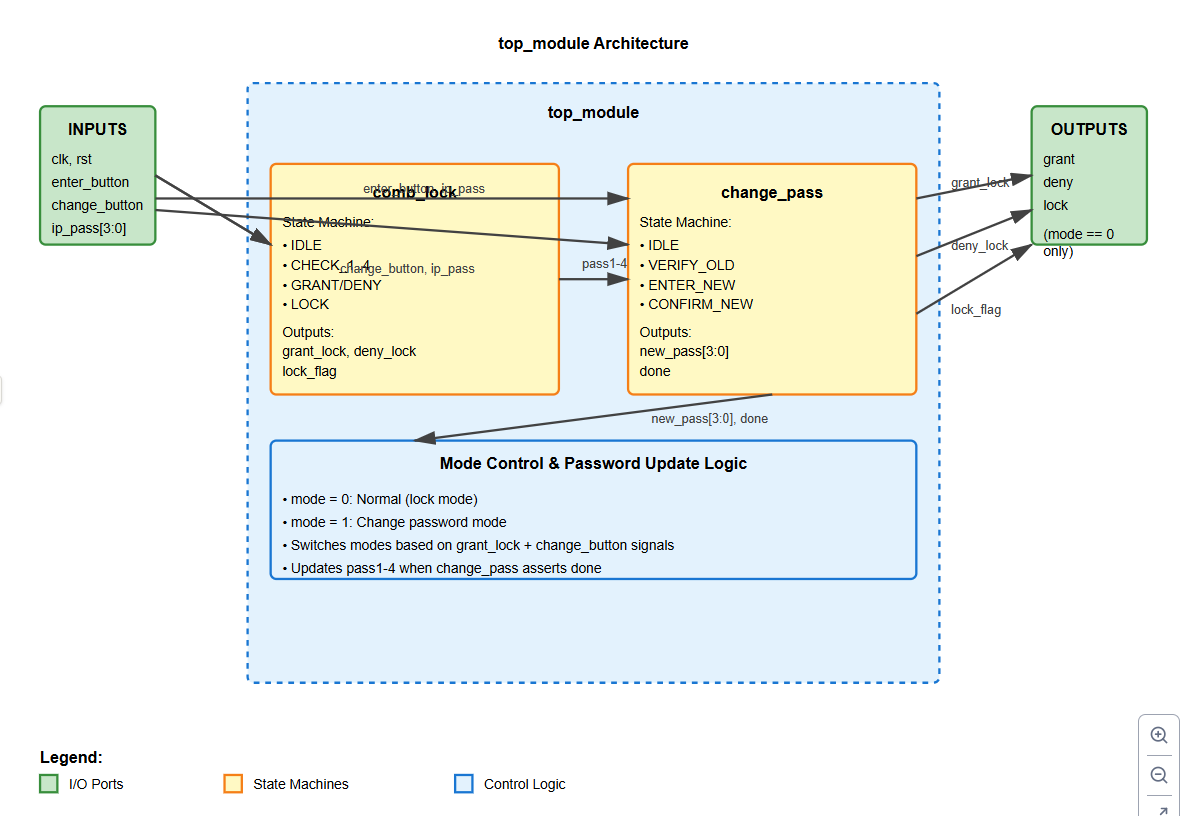 top_module Architecture
top_module
INPUTS
clk, rst
enter_button
change_button
ip_pass[3:0]
enter_button, ip_pass
comb_lock
State Machine:
• IDLE
• CHECK_1-4
change_button, ip_pass
• GRANT/DENY
• LOCK
Outputs:
grant_lock, deny_lock
lock_flag
pass1-4
change_pass
State Machine:
• IDLE
• VERIFY_OLD
• ENTER_NEW
• CONFIRM_NEW
Outputs:
new_pass[3:0]
done
grant_lock
deny_lock
lock_flag
OUTPUTS
grant
deny
lock
(mode == 0
only)
new_pass[3:0], done
Mode Control & Password Update Logic
• mode = 0: Normal (lock mode)
• mode = 1: Change password mode
• Switches modes based on grant_lock + change_button signals
• Updates pass1-4 when change_pass asserts done
Legend:
I/O Ports
State Machines
Control Logic